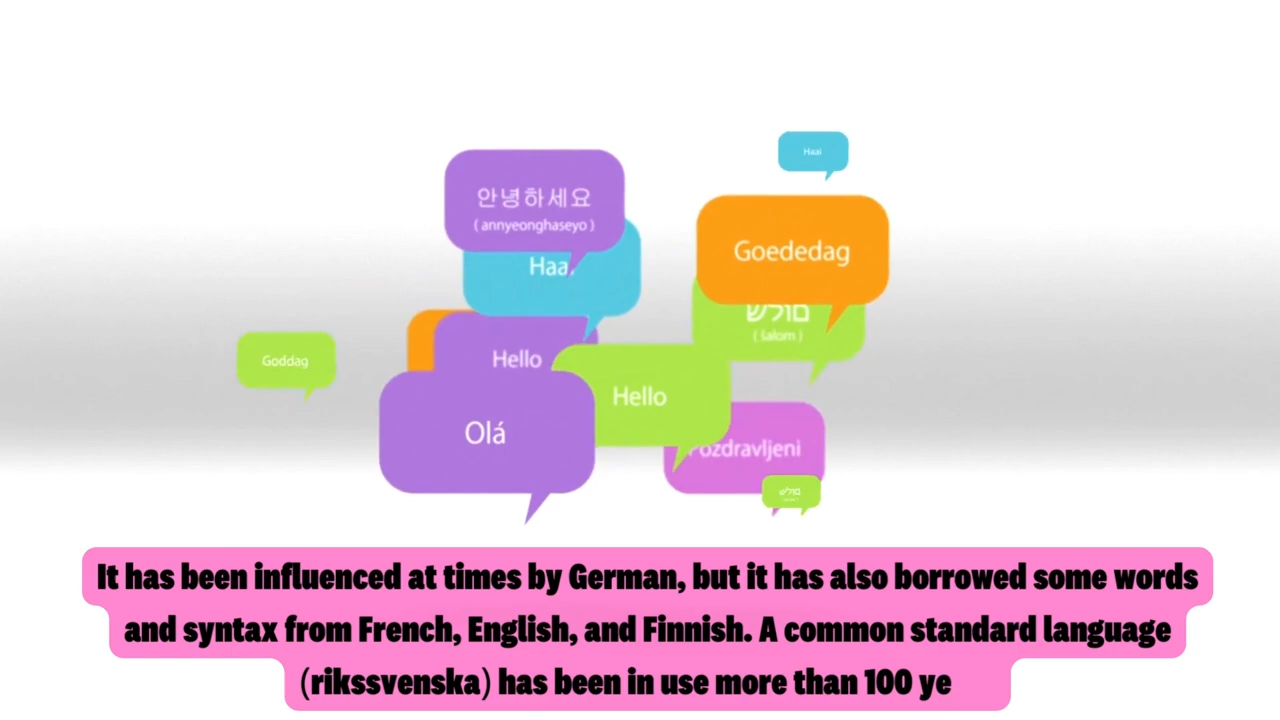 Haai
안녕하세요
( annyeonghaseyo )
Goededag
םולש
( šalom )
Goddag
Hello
Hello
Olá
Pozdravljeni
It has been influenced at times by German, but it has also borrowed some words
and syntax from French, English, and Finnish. A common standard language
(rikssvenska) has been in use more than 100 ye